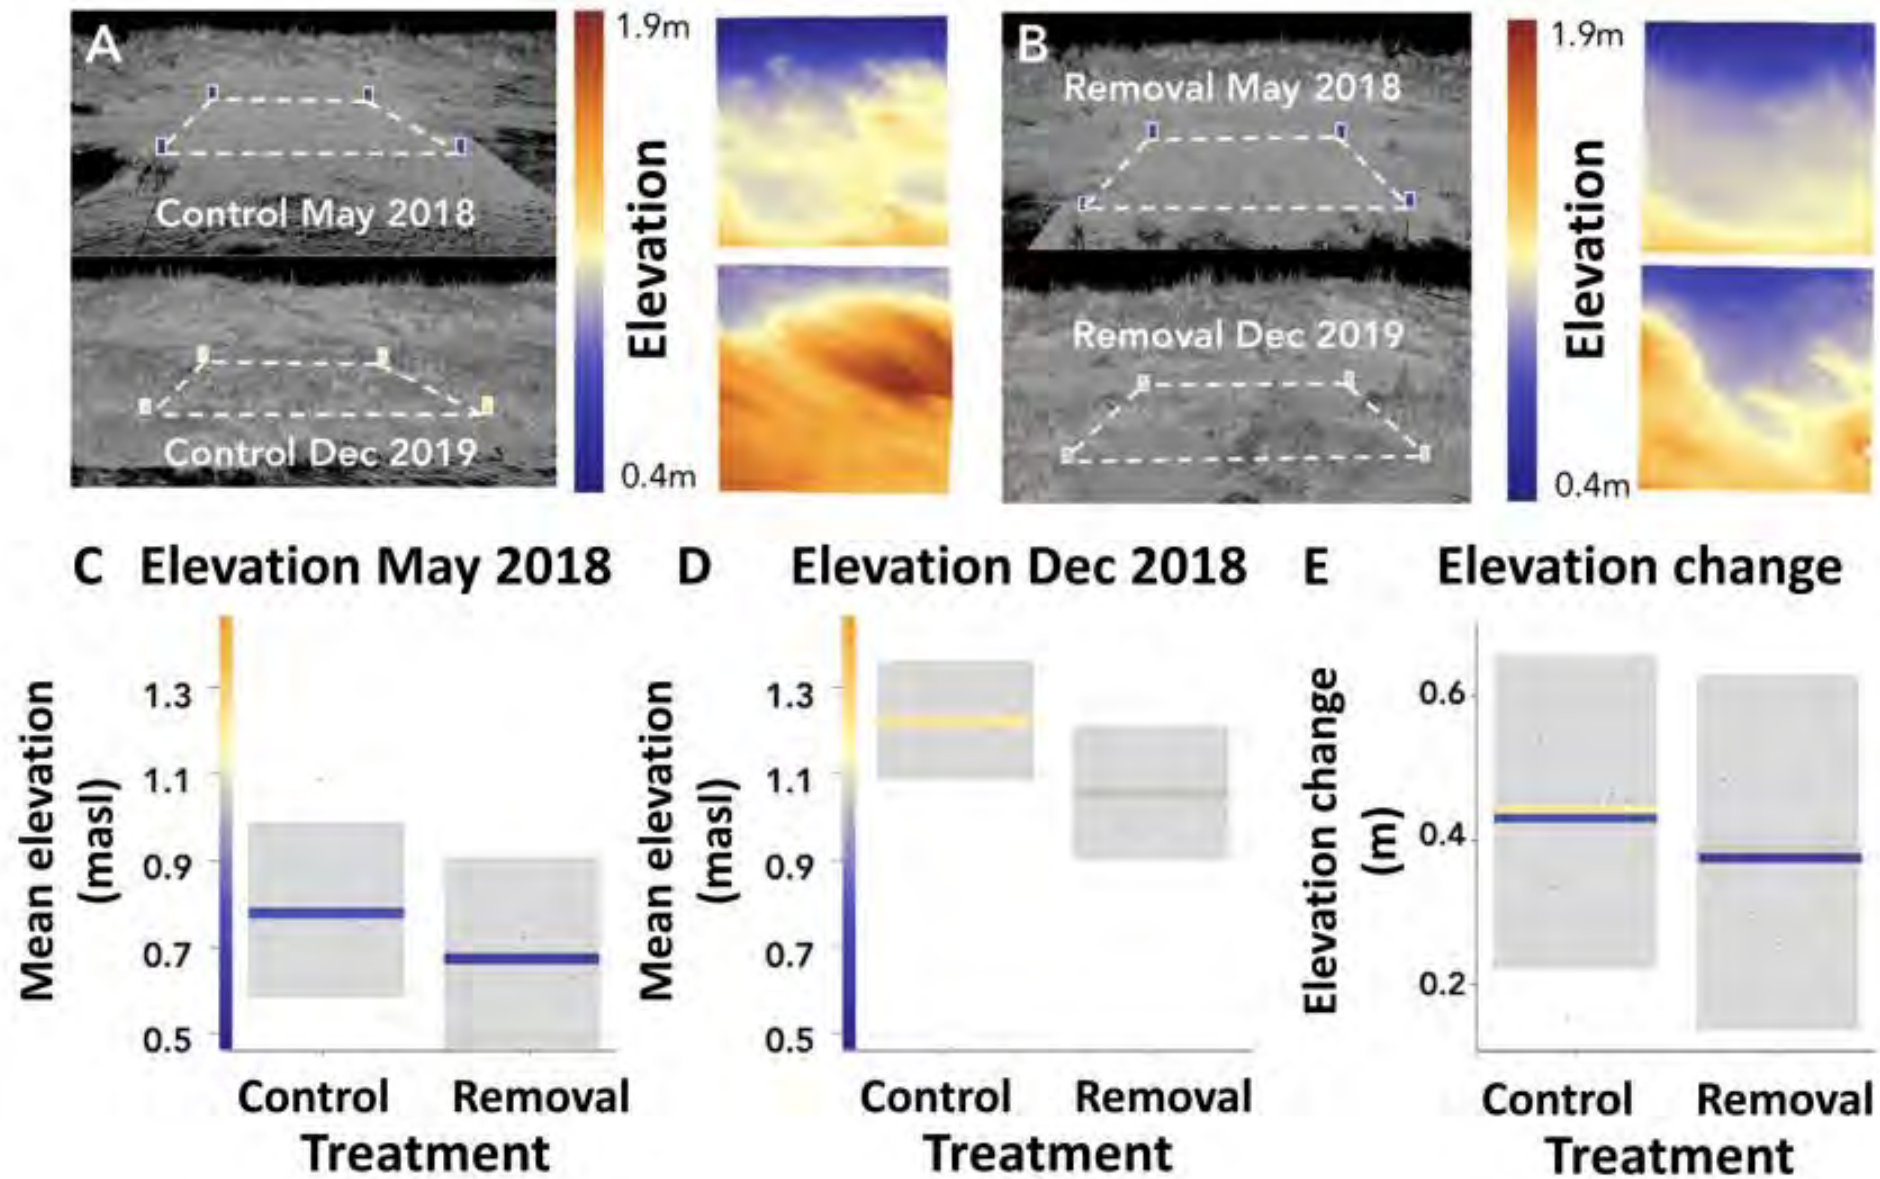 A
Control May 2018
Control Dec 2019
1.9m
Elevation
0.4m
B
Removal May 2018
Removal Dec 2019
1.9m
Elevation
0.4m
C Elevation May 2018
Mean elevation
(masl)
1.3
1.1
0.9
0.7
0.5
Control Removal
Treatment
D Elevation Dec 2018
Mean elevation
(masl)
1.3
1.1
0.9
0.7
0.5
Control Removal
Treatment
E Elevation change
Elevation change
(m)
0.6
0.4
0.2
Control Removal
Treatment